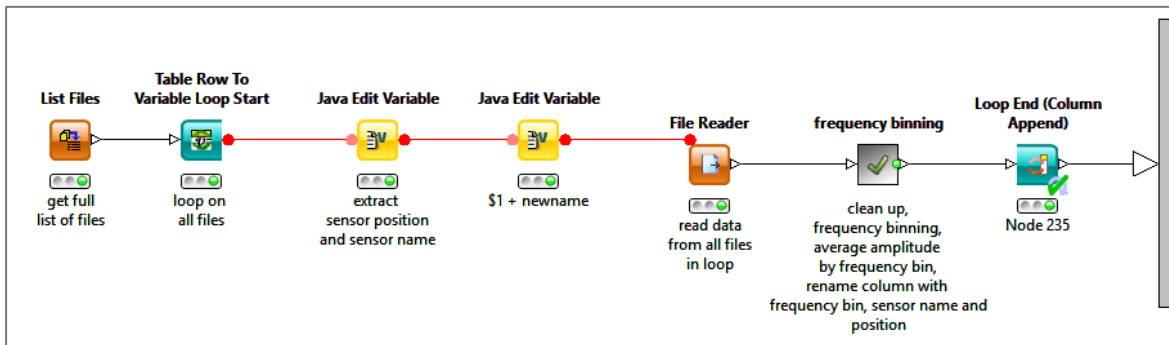 List Files
get full
list of files
Table Row To
Variable Loop Start
loop on
all files
Java Edit Variable
extract
sensor position
and sensor name
Java Edit Variable
$1 + newname
File Reader
read data
from all files
in loop
frequency binning
clean up,
frequency binning,
average amplitude
by frequency bin,
rename column with
frequency bin, sensor name and
position
Loop End (Column
Append)
Node 235